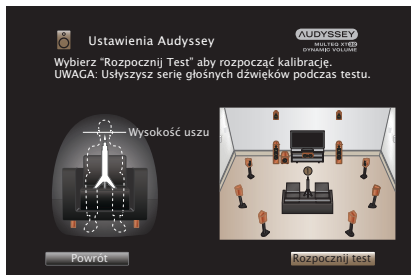 Ustawienia Audyssey
AUDYSSEY
MULTEQ XT32
DYNAMIC VOLUME
Wybierz “Rozpocznij Test” aby rozpocząć kalibrację.
UWAGA: Usłyszysz serię głośnych dźwięków podczas testu.
Wysokość uszu
Powrót
Rozpocznij test